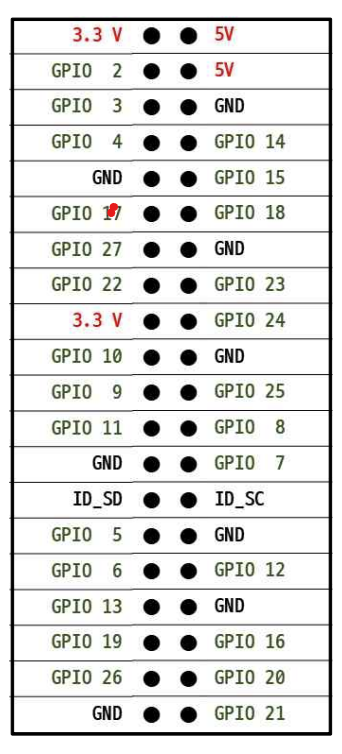 3.3 V 5V
GPIO 2 5V
GPIO 3 GND
GPIO 4 GPIO 14
GND GPIO 15
GPIO 17 GPIO 18
GPIO 27 GND
GPIO 22 GPIO 23
3.3 V GPIO 24
GPIO 10 GND
GPIO 9 GPIO 25
GPIO 11 GPIO 8
GND GPIO 7
ID_SD ID_SC
GPIO 5 GND
GPIO 6 GPIO 12
GPIO 13 GND
GPIO 19 GPIO 16
GPIO 26 GPIO 20
GND GPIO 21